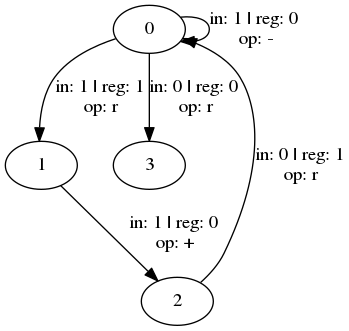 0
in: 1 | reg: 0
op: -
in: 1 | reg: 1
op: r
in: 0 | reg: 0
op: r
1
3
in: 0 | reg: 1
op: r
in: 1 | reg: 0
op: +
2